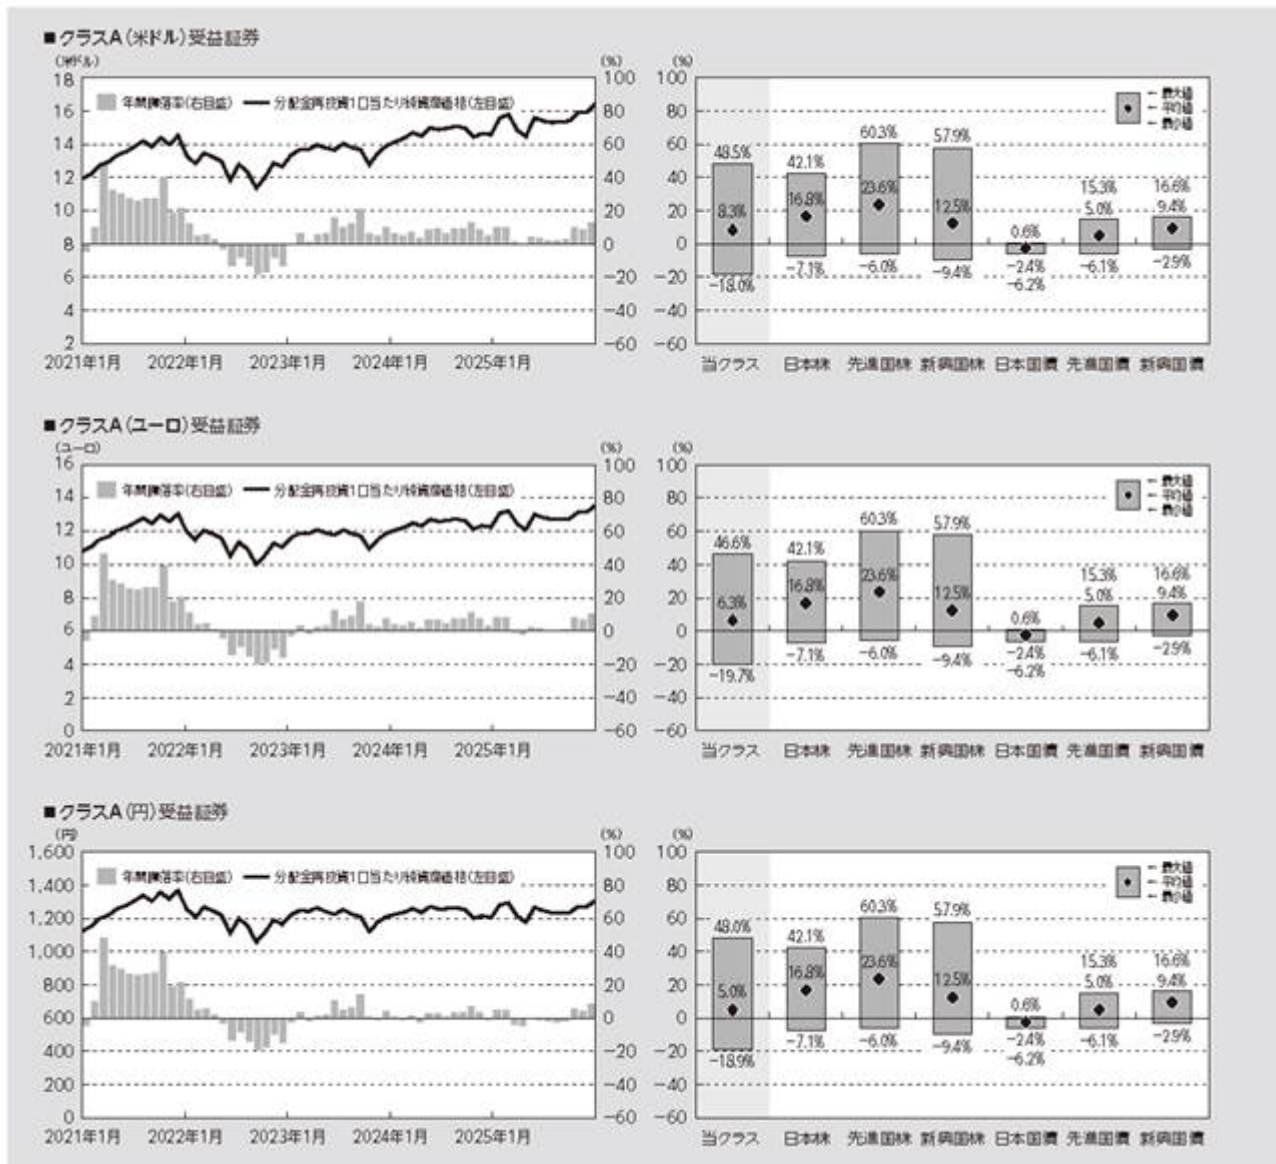 ■クラスA（米ドル）受益証券
（米ドル）
（％）
18
16
14
12
10
8
6
4
2
100
80
60
40
20
0
−20
−40
−60
年間騰落率（右目盛）
分配金再投資1口当たり純資産価格（左目盛）
2021年1月 2022年1月 2023年1月 2024年1月 2025年1月
（％）
100
80
60
40
20
0
−20
−40
−60
←最大値
←平均値
←最小値
48.5% 42.1% 60.3% 57.9% 0.6% 15.3% 16.6%
8.3% 16.8% 23.6% 12.5% −2.4% 5.0% 9.4%
−18.0% −7.1% −6.0% −9.4% −6.2% −6.1% −2.9%
当クラス 日本株 先進国株 新興国株 日本国債 先進国債 新興国債
■クラスA（ユーロ）受益証券
（ユーロ）
（％）
16
14
12
10
8
6
4
2
0
100
80
60
40
20
0
−20
−40
−60
年間騰落率（右目盛）
分配金再投資1口当たり純資産価格（左目盛）
2021年1月 2022年1月 2023年1月 2024年1月 2025年1月
（％）
100
80
60
40
20
0
−20
−40
−60
←最大値
←平均値
←最小値
46.6% 42.1% 60.3% 57.9% 0.6% 15.3% 16.6%
6.3% 16.8% 23.6% 12.5% −2.4% 5.0% 9.4%
−19.7% −7.1% −6.0% −9.4% −6.2% −6.1% −2.9%
当クラス 日本株 先進国株 新興国株 日本国債 先進国債 新興国債
■クラスA（円）受益証券
（円）
（％）
1,600
1,400
1,200
1,000
800
600
400
200
0
100
80
60
40
20
0
−20
−40
−60
年間騰落率（右目盛）
分配金再投資1口当たり純資産価格（左目盛）
2021年1月 2022年1月 2023年1月 2024年1月 2025年1月
（％）
100
80
60
40
20
0
−20
−40
−60
←最大値
←平均値
←最小値
48.0% 42.1% 60.3% 57.9% 0.6% 15.3% 16.6%
5.0% 16.8% 23.6% 12.5% −2.4% 5.0% 9.4%
−18.9% −7.1% −6.0% −9.4% −6.2% −6.1% −2.9%
当クラス 日本株 先進国株 新興国株 日本国債 先進国債 新興国債